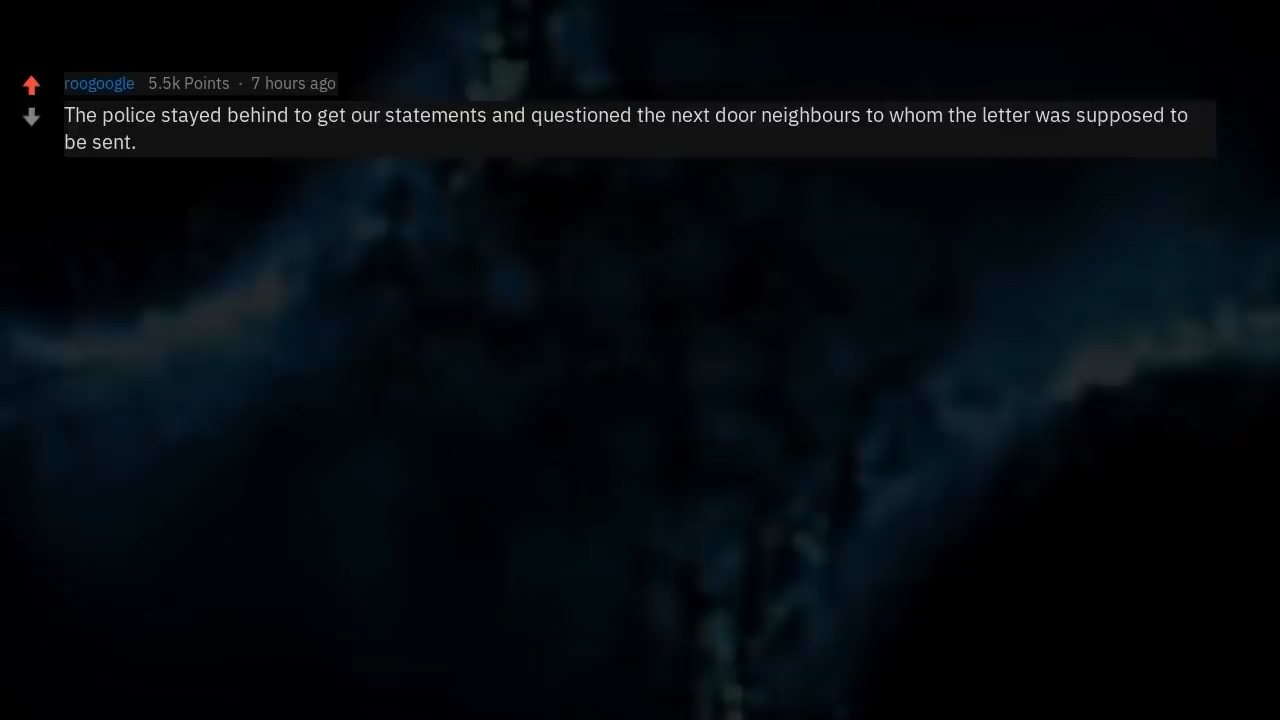 roogoogle 5.5k Points · 7 hours ago
The police stayed behind to get our statements and questioned the next door neighbours to whom the letter was supposed to
be sent.